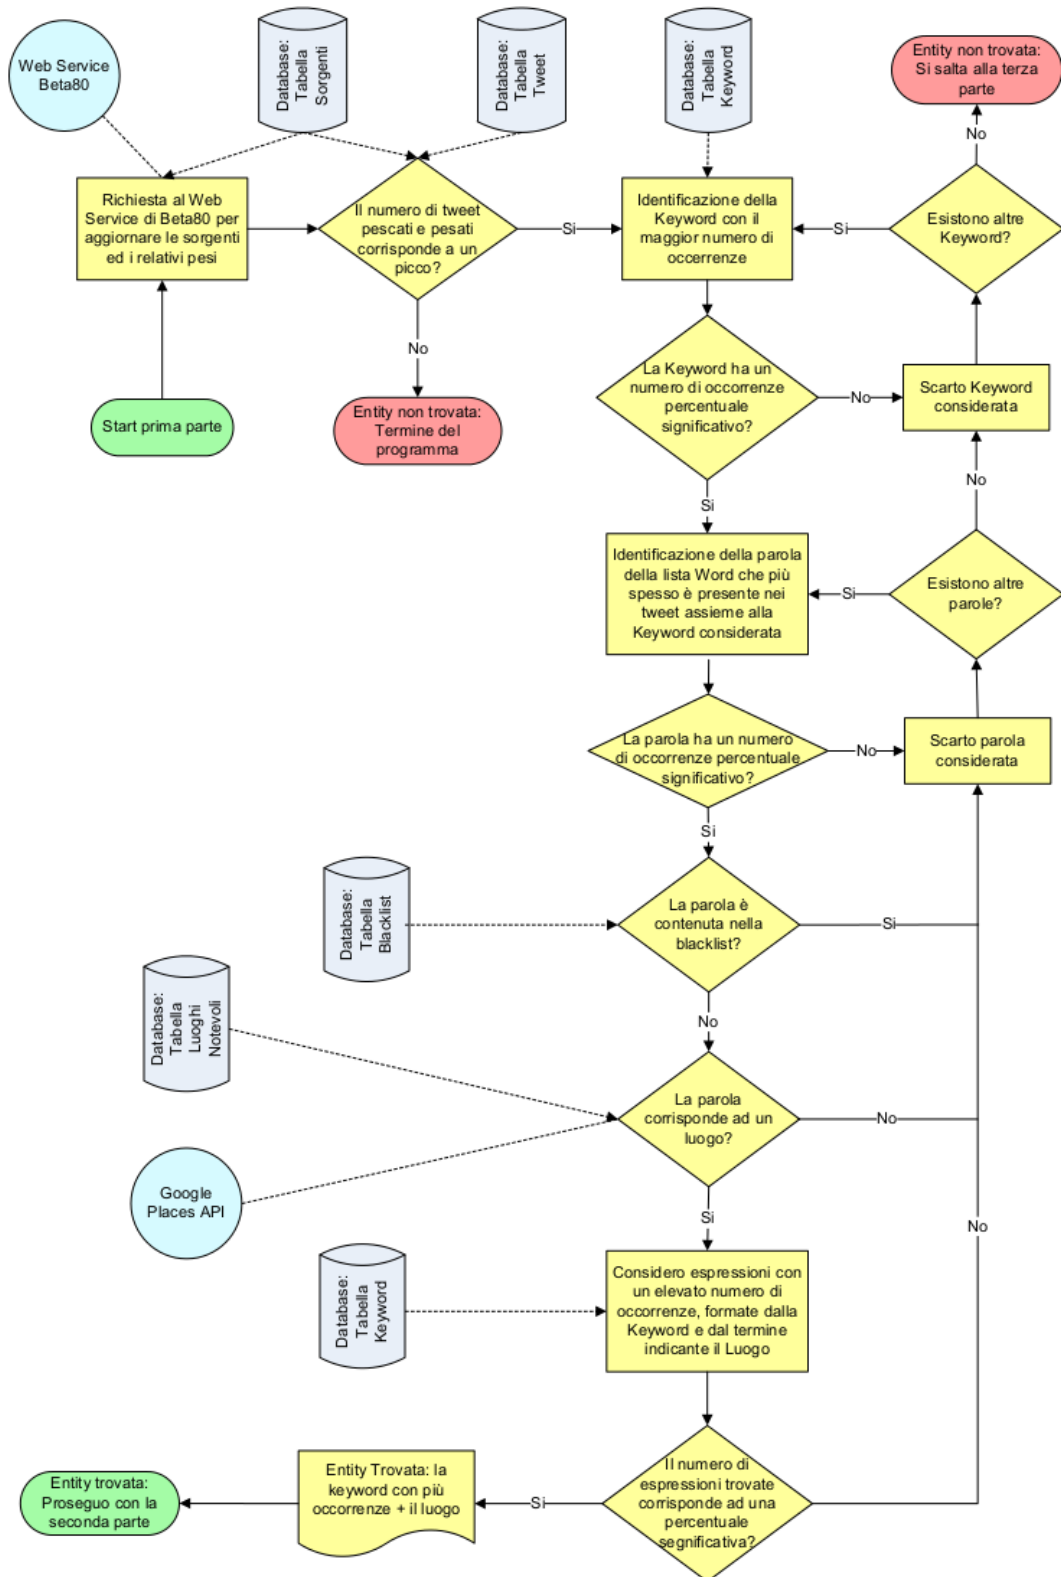 Web Service
Beta80
Database:
Tabella
Sorgenti
Database:
Tabella
Tweet
Database:
Tabella
Keyword
Entity non trovata:
Si salta alla terza
parte
No
Richiesta al Web
Service di Beta80 per
aggiornare le sorgenti
ed i relativi pesi
Il numero di tweet
pescati e pesati
corrisponde a un
picco?
Si
Identificazione della
Keyword con il
maggior numero di
occorrenze
Si
Esistono altre
Keyword?
No
Start prima parte
Entity non trovata:
Termine del
programma
La Keyword ha un
numero di occorrenze
percentuale
significativo?
No
Scarto Keyword
considerata
No
Si
Identificazione della parola
della lista Word che più
spesso è presente nei
tweet assieme alla
Keyword considerata
Si
Esistono altre
parole?
La parola ha un numero
di occorrenze percentuale
significativo?
No
Scarto parola
considerata
Si
Database:
Tabella
Blacklist
La parola è
contenuta nella
blacklist?
Si
Database:
Tabella
Luoghi
Notevoli
No
La parola
corrisponde ad un
luogo?
No
Google
Places API
Si
No
Database:
Tabella
Keyword
Considero espressioni con
un elevato numero di
occorrenze, formate dalla
Keyword e dal termine
indicante il Luogo
Entity trovata:
Proseguo con la
seconda parte
Entity Trovata: la
keyword con più
occorrenze + il luogo
Si
Il numero di
espressioni trovate
corrisponde ad una
percentuale
segnificativa?